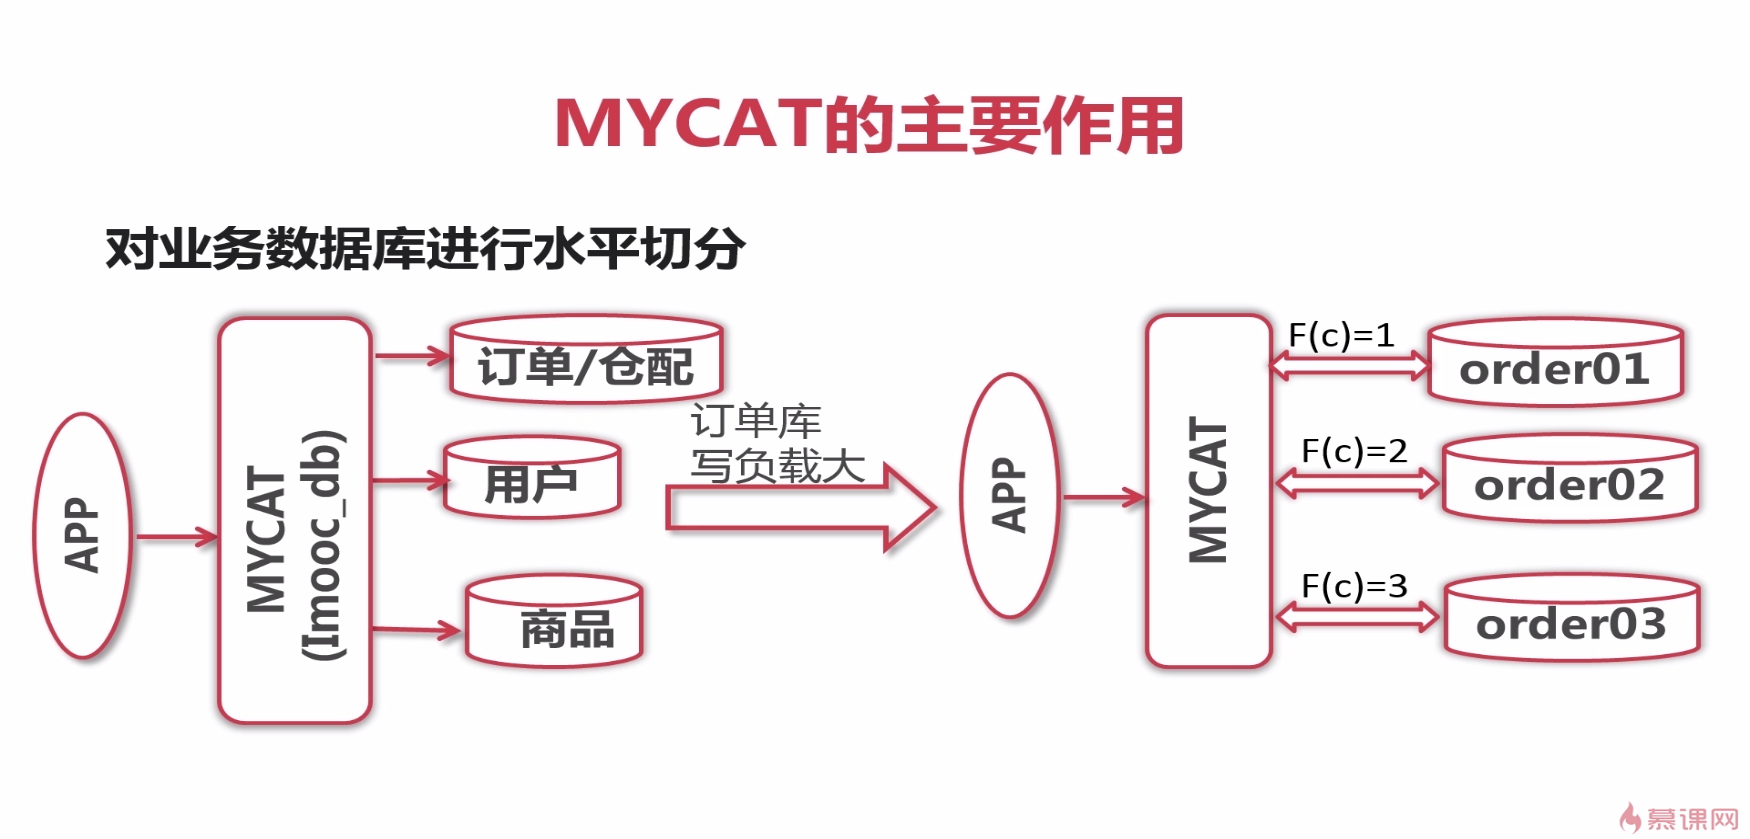 MYCAT的主要作用
对业务数据库进行水平切分
APP
MYCAT
(Imooc_db)
订单/仓配
用户
商品
订单库
写负载大
APP
MYCAT
F(c)=1
order01
F(c)=2
order02
F(c)=3
order03
慕课网